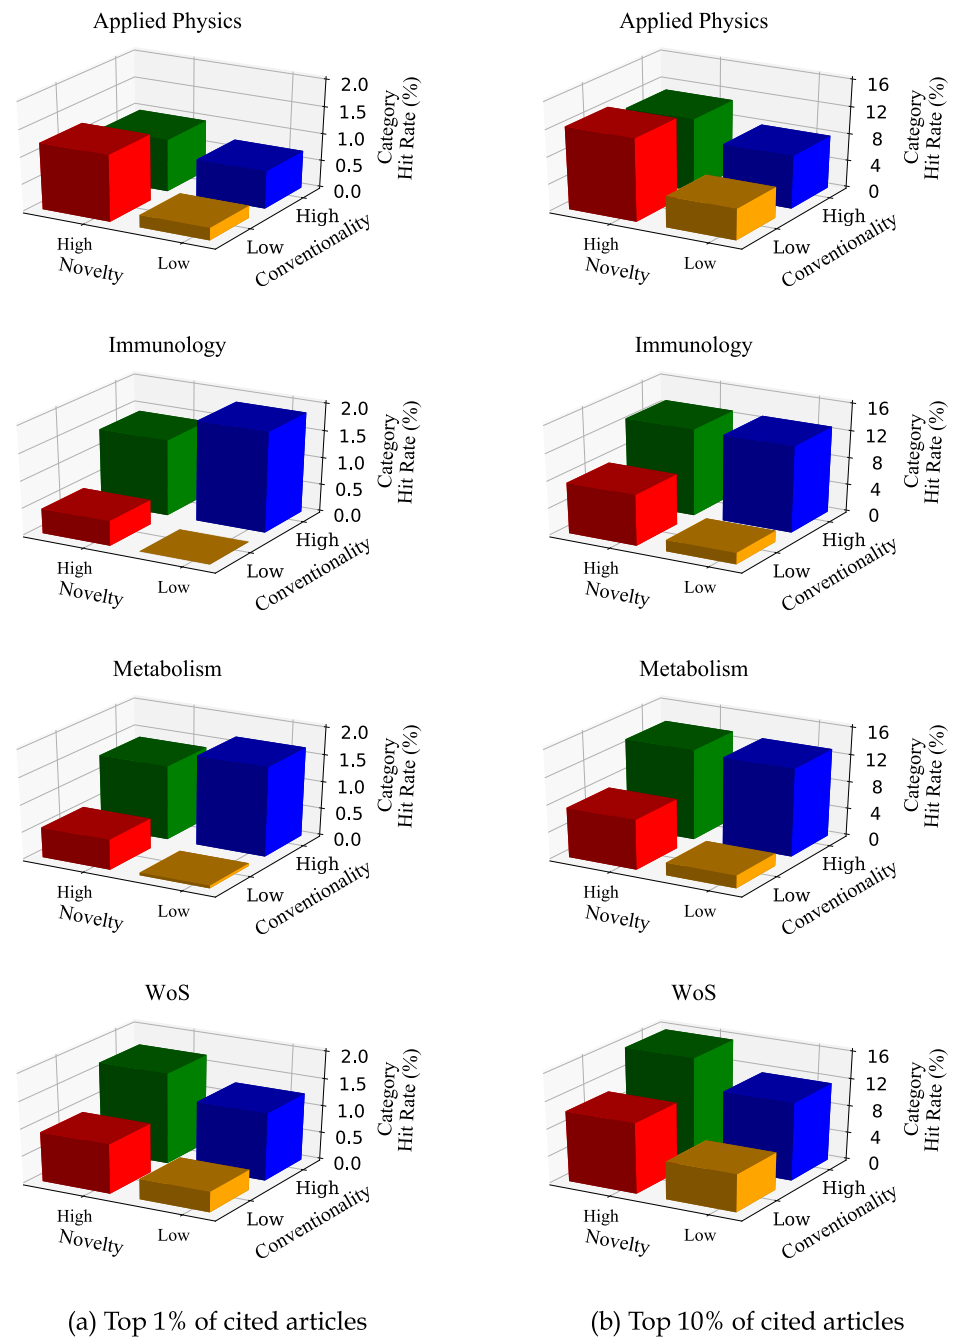 Applied Physics
2.0
1.5
1.0
0.5
0.0
Category
Hit Rate (%)
High
Low
Conventionality
High
Low
Novelty
Applied Physics
16
12
8
4
0
Category
Hit Rate (%)
High
Low
Conventionality
High
Low
Novelty
Immunology
2.0
1.5
1.0
0.5
0.0
Category
Hit Rate (%)
High
Low
Conventionality
High
Low
Novelty
Immunology
16
12
8
4
0
Category
Hit Rate (%)
High
Low
Conventionality
High
Low
Novelty
Metabolism
2.0
1.5
1.0
0.5
0.0
Category
Hit Rate (%)
High
Low
Conventionality
High
Low
Novelty
Metabolism
16
12
8
4
0
Category
Hit Rate (%)
High
Low
Conventionality
High
Low
Novelty
WoS
2.0
1.5
1.0
0.5
0.0
Category
Hit Rate (%)
High
Low
Conventionality
High
Low
Novelty
WoS
16
12
8
4
0
Category
Hit Rate (%)
High
Low
Conventionality
High
Low
Novelty
(a) Top 1% of cited articles
(b) Top 10% of cited articles